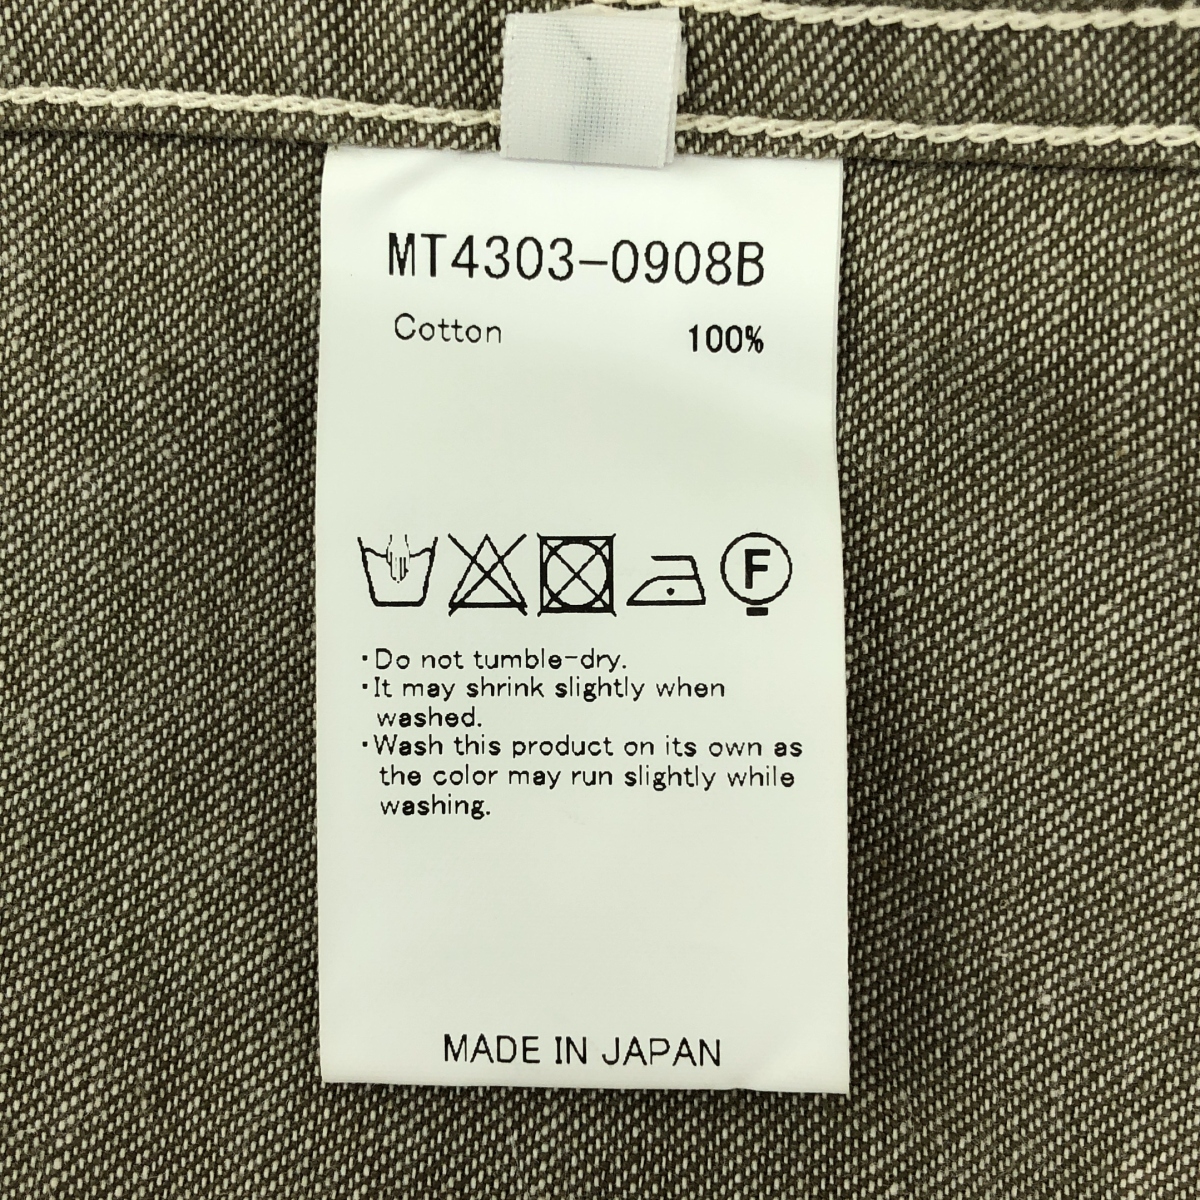 MT4303-0908B
Cotton 100%
F
・Do not tumble-dry.
・It may shrink slightly when
washed.
・Wash this product on its own as
the color may run slightly while
washing.
MADE IN JAPAN